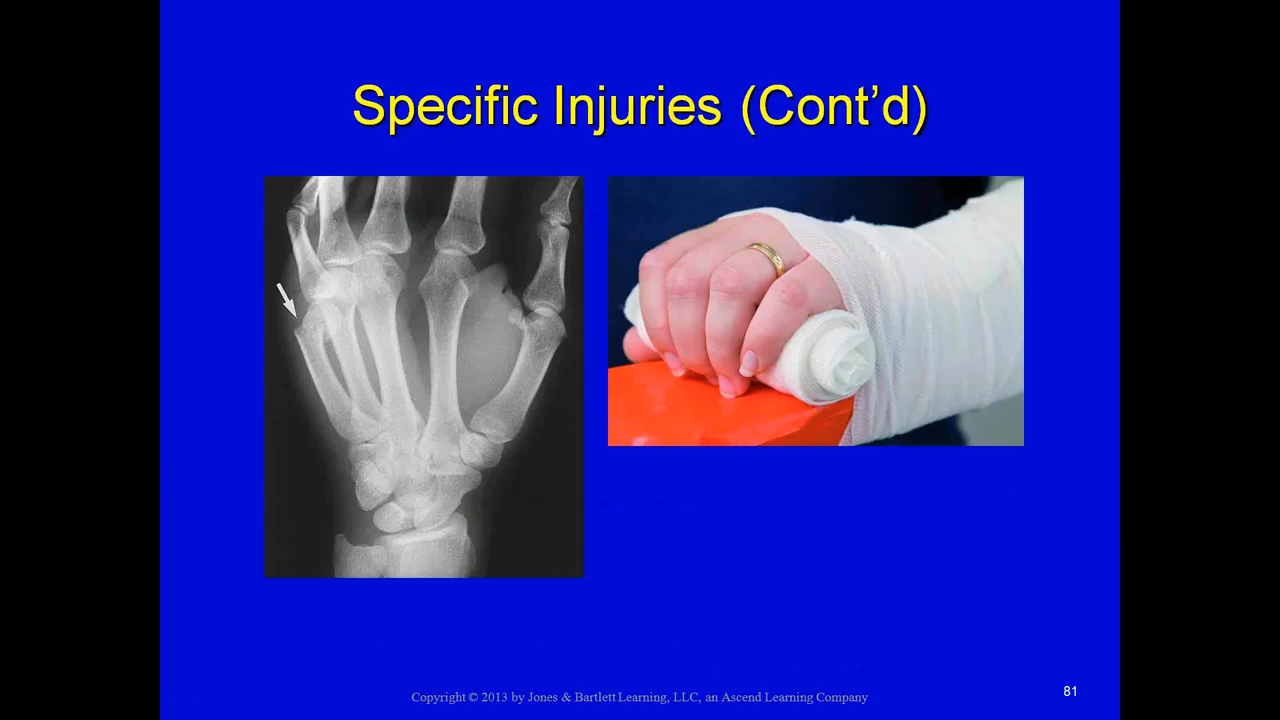 Specific Injuries (Cont’d)
Copyright © 2013 by Jones & Bartlett Learning, LLC, an Ascend Learning Company
81